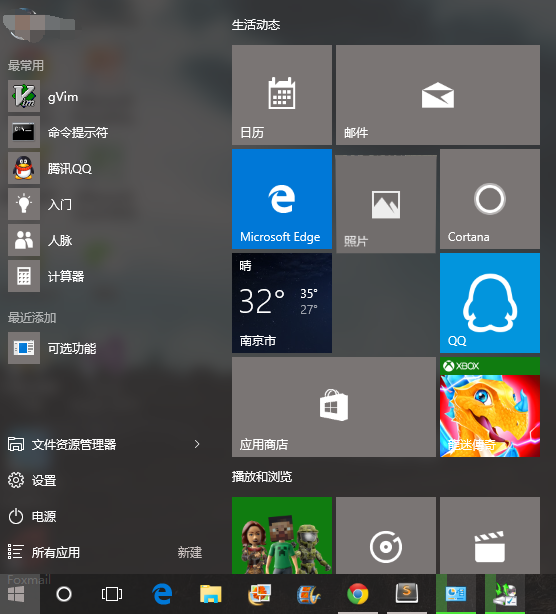 最常用
gVim
命令提示符
腾讯QQ
入门
人脉
计算器
最近添加
可选功能
文件资源管理器
设置
电源
所有应用 新建
Foxmail
生活动态
日历
邮件
Microsoft Edge
照片
Cortana
晴
32° 35°
27°
南京市
QQ
应用商店
XBOX
播放和浏览